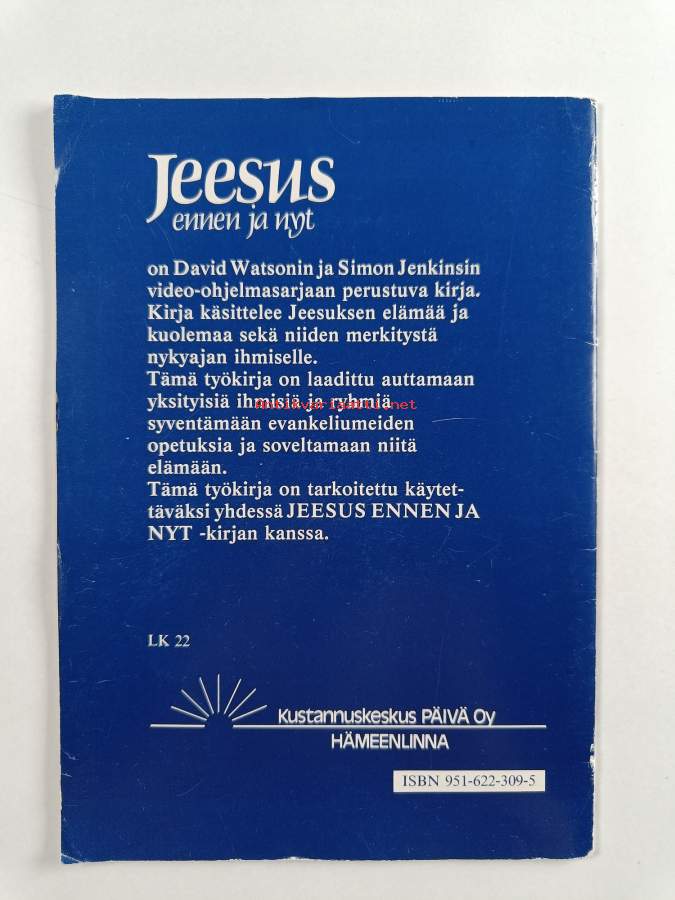 Jeesus
ennen ja nyt
on David Watsonin ja Simon Jenkinsin
video-ohjelmasarjaan perustuva kirja.
Kirja käsittelee Jeesuksen elämää ja
kuolemaa sekä niiden merkitystä
nykyajan ihmiselle.
Tämä työkirja on laadittu auttamaan
yksityisiä ihmisiä ja ryhmiä
antikvariaatti.net
syventämään evankeliumeiden
opetuksia ja soveltamaan niitä
elämään.
Tämä työkirja on tarkoitettu käytet-
täväksi yhdessä JEESUS ENNEN JA
NYT -kirjan kanssa.
LK 22
Kustannuskeskus PÄIVÄ Oy
HÄMEENLINNA
ISBN 951-622-309-5